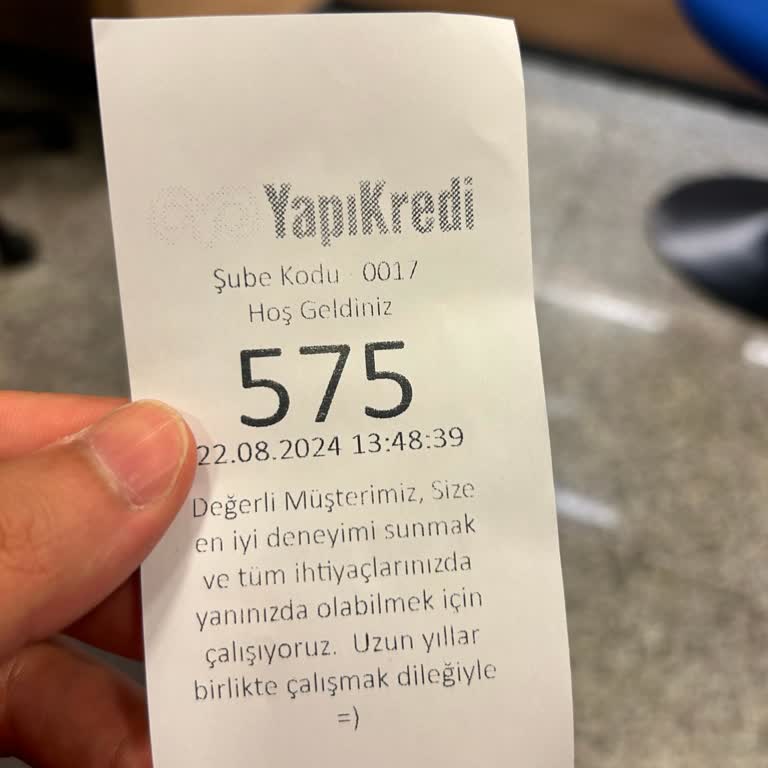 YapıKredi
Şube Kodu 0017
Hoş Geldiniz
575
22.08.2024 13:48:39
Değerli Müşterimiz, Size
en iyi deneyimi sunmak
ve tüm ihtiyaçlarınızda
yanınızda olabilmek için
çalışıyoruz. Uzun yıllar
birlikte çalışmak dileğiyle
=)